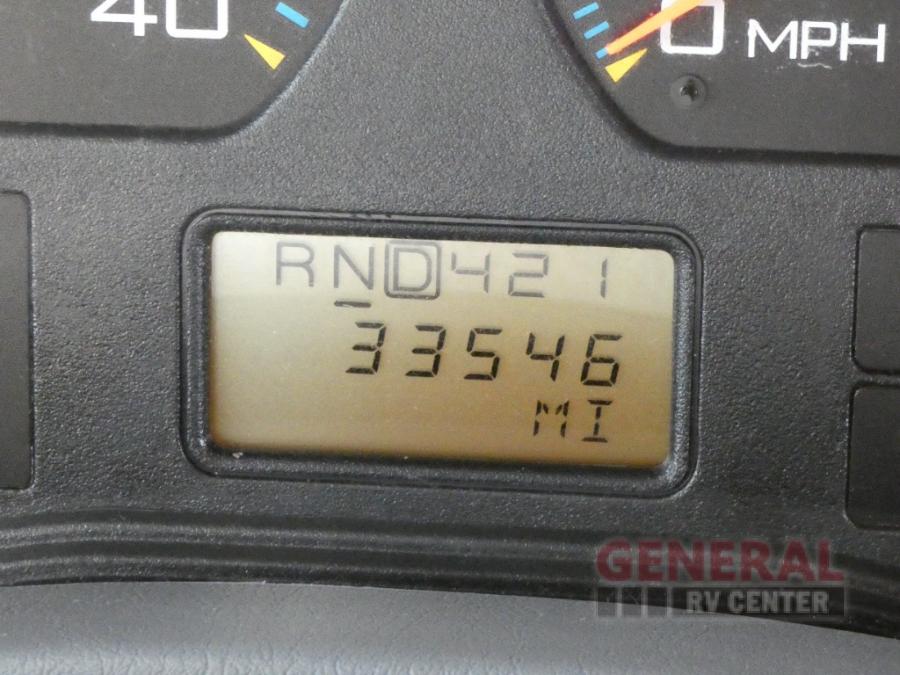 40
0 MPH
RND421
33546
MI
GENERAL
RV CENTER